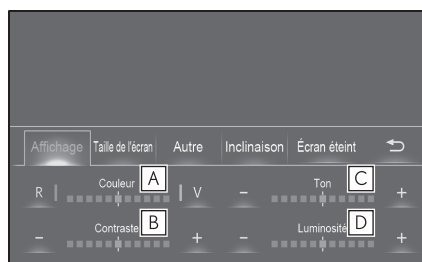 Affichage Taille de l'écran Autre Inclinaison Écran éteint
Couleur A Ton C
R V - +
Contraste B Luminosité D
- + - +